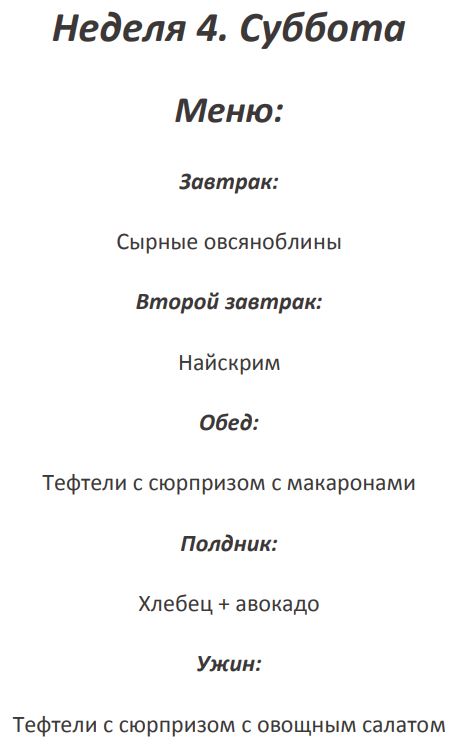 Неделя 4. Суббота
Меню:
Завтрак:
Сырные овсяноблины
Второй завтрак:
Найскрим
Обед:
Тефтели с сюрпризом с макаронами
Полдник:
Хлебец + авокадо
Ужин:
Тефтели с сюрпризом с овощным салатом